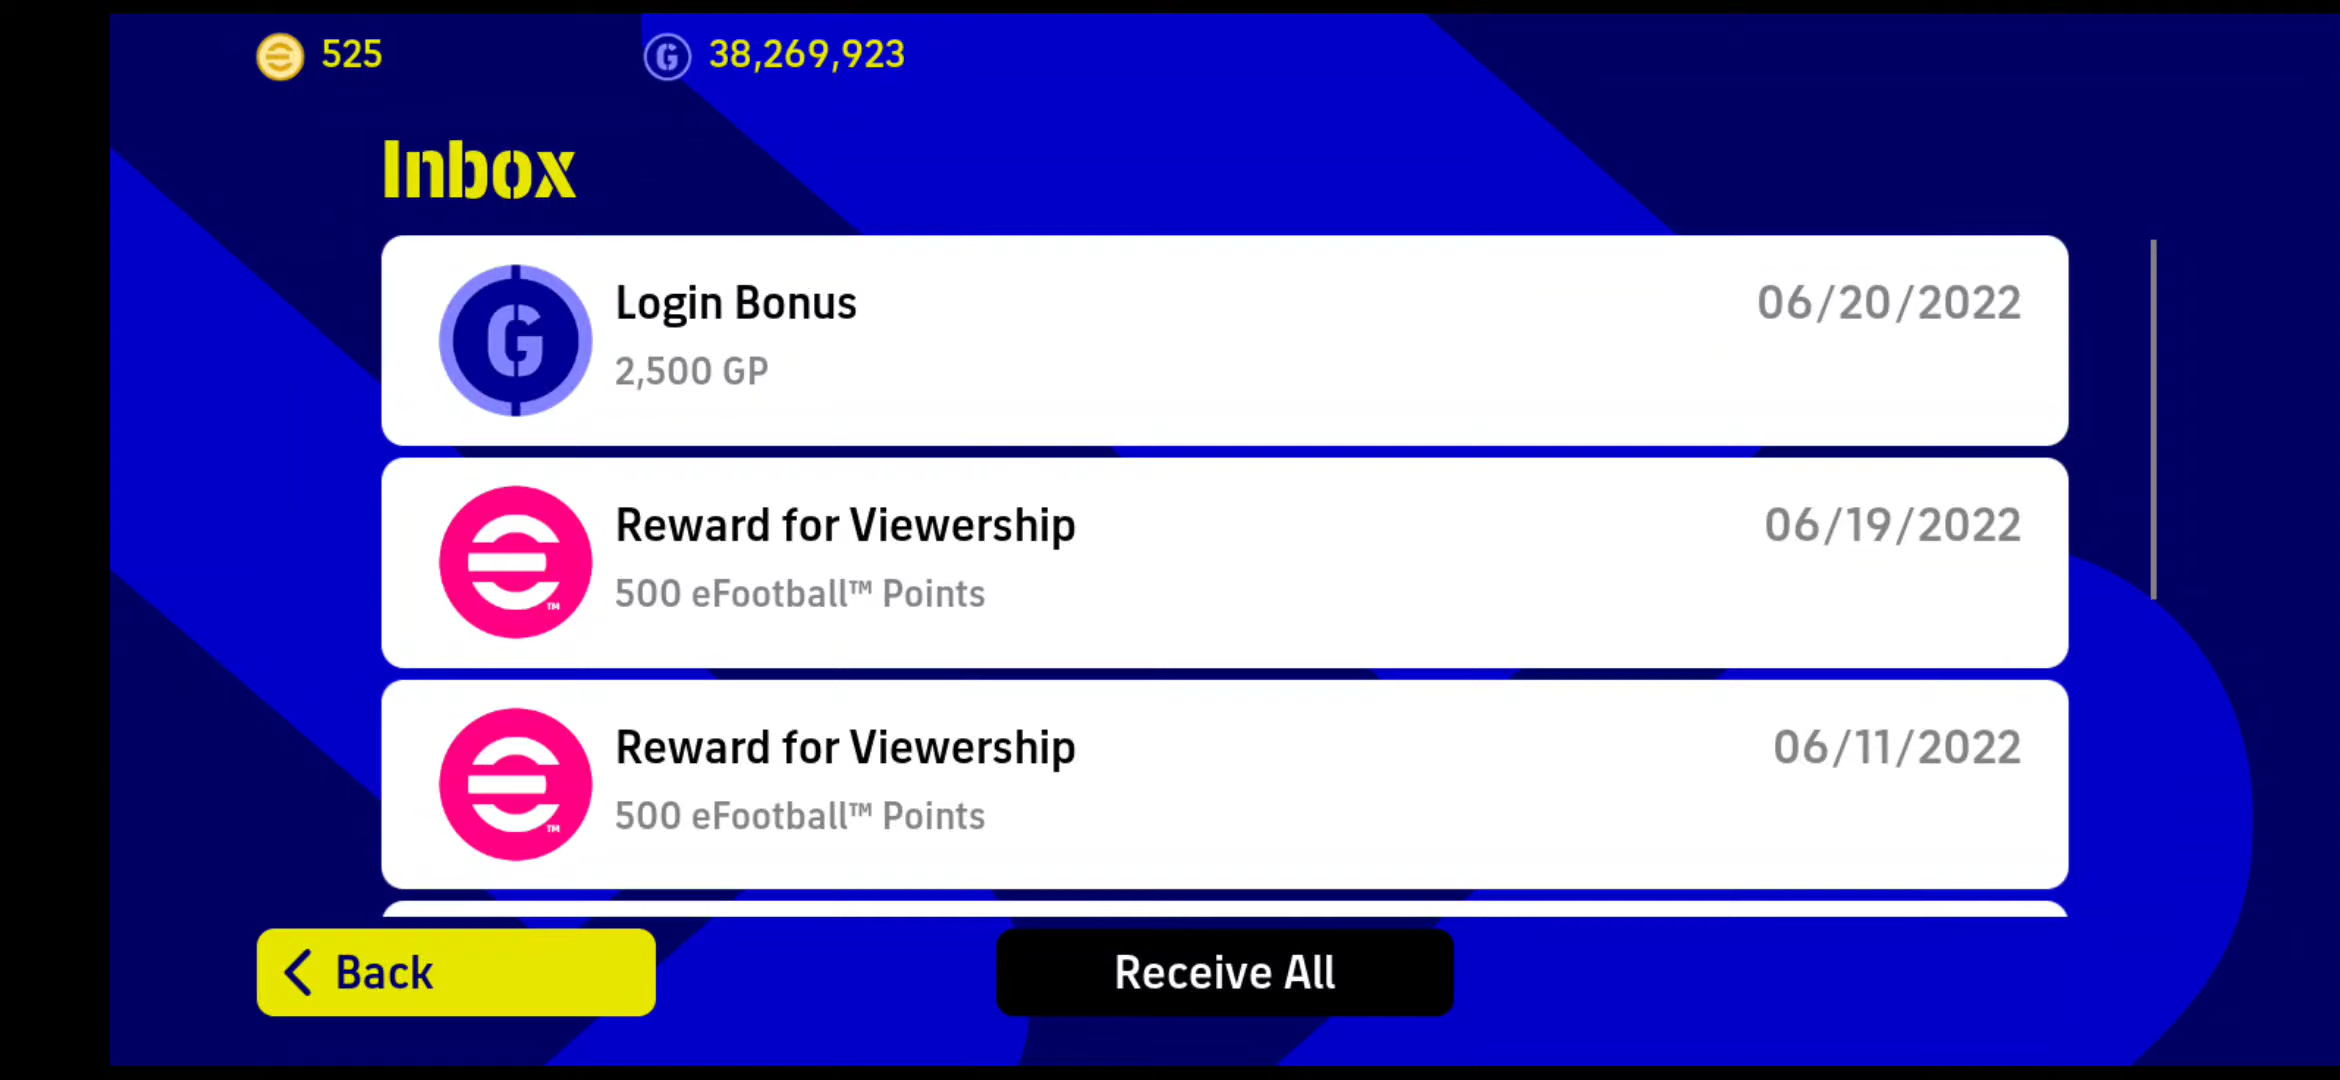 525
38,269,923
Inbox
Login Bonus
06/20/2022
2,500 GP
Reward for Viewership
06/19/2022
500 eFootball™ Points
Reward for Viewership
06/11/2022
500 eFootball™ Points
Back
Receive All